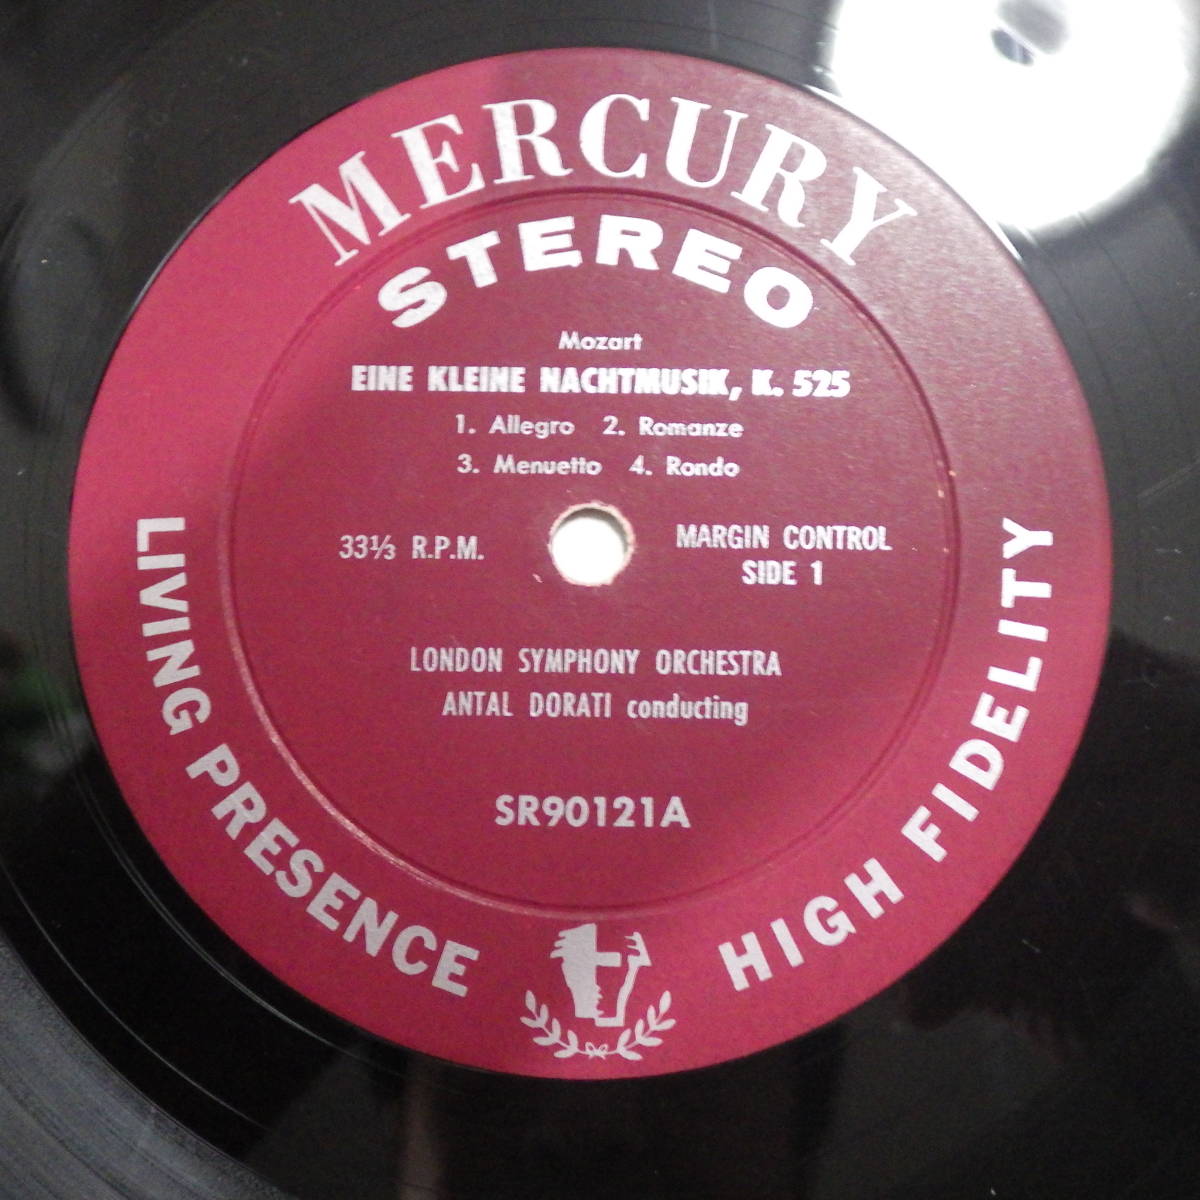 MERCURY
STEREO
Mozart
EINE KLEINE NACHTMUSIK, K. 525
1. Allegro 2. Romanze
3. Menuetto 4. Rondo
33⅓ R.P.M.
MARGIN CONTROL
SIDE 1
LONDON SYMPHONY ORCHESTRA
ANTAL DORATI conducting
SR90121A
LIVING PRESENCE
HIGH FIDELITY